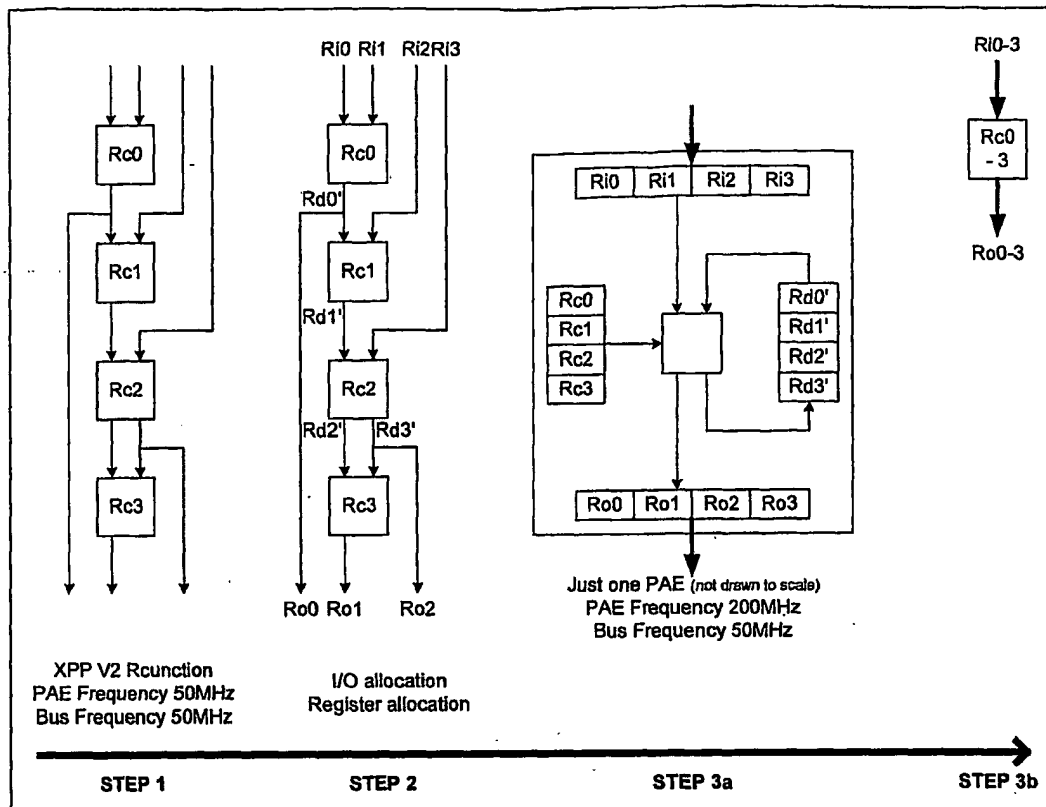 Rc0
Rc1
Rc2
Rc3
XPP V2 Rcunction
PAE Frequency 50MHz
Bus Frequency 50MHz
STEP 1
Ri0 Ri1 Ri2Ri3
Rc0
Rd0'
Rc1
Rd1'
Rc2
Rd2' Rd3'
Rc3
Ro0 Ro1 Ro2
I/O allocation
Register allocation
STEP 2
Ri0 Ri1 Ri2 Ri3
Rc0
Rc1
Rc2
Rc3
Rd0'
Rd1'
Rd2'
Rd3'
Ro0 Ro1 Ro2 Ro3
Just one PAE (not drawn to scale)
PAE Frequency 200MHz
Bus Frequency 50MHz
STEP 3a
Ri0-3
Rc0
- 3
Ro0-3
STEP 3b